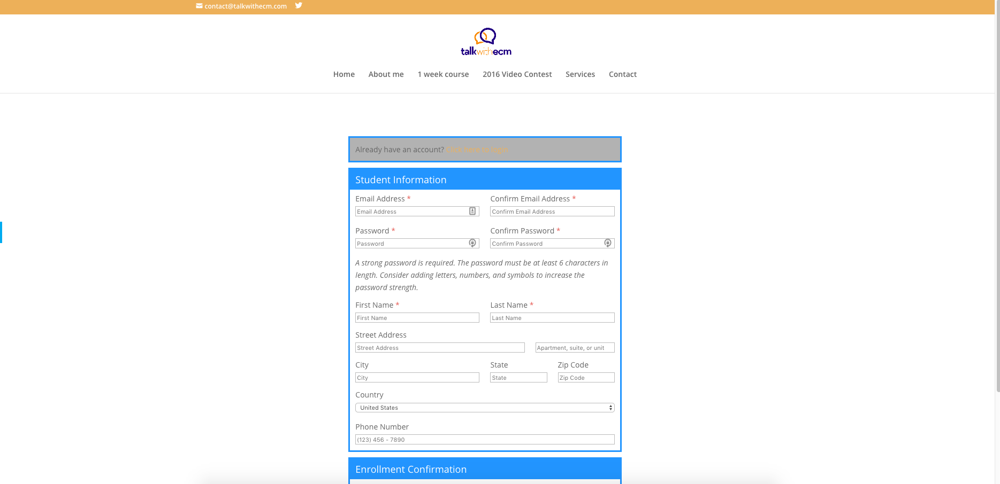 contact@talkwithecm.com
talkwithecm
Home About me 1 week course 2016 Video Contest Services Contact
Already have an account? Click here to login
Student Information
Email Address * Confirm Email Address *
Email Address Confirm Email Address
Password * Confirm Password *
Password Confirm Password
A strong password is required. The password must be at least 6 characters in
length. Consider adding letters, numbers, and symbols to increase the
password strength.
First Name * Last Name *
First Name Last Name
Street Address
Street Address Apartment, suite, or unit
City State Zip Code
City State Zip Code
Country
United States
Phone Number
(123) 456 - 7890
Enrollment Confirmation